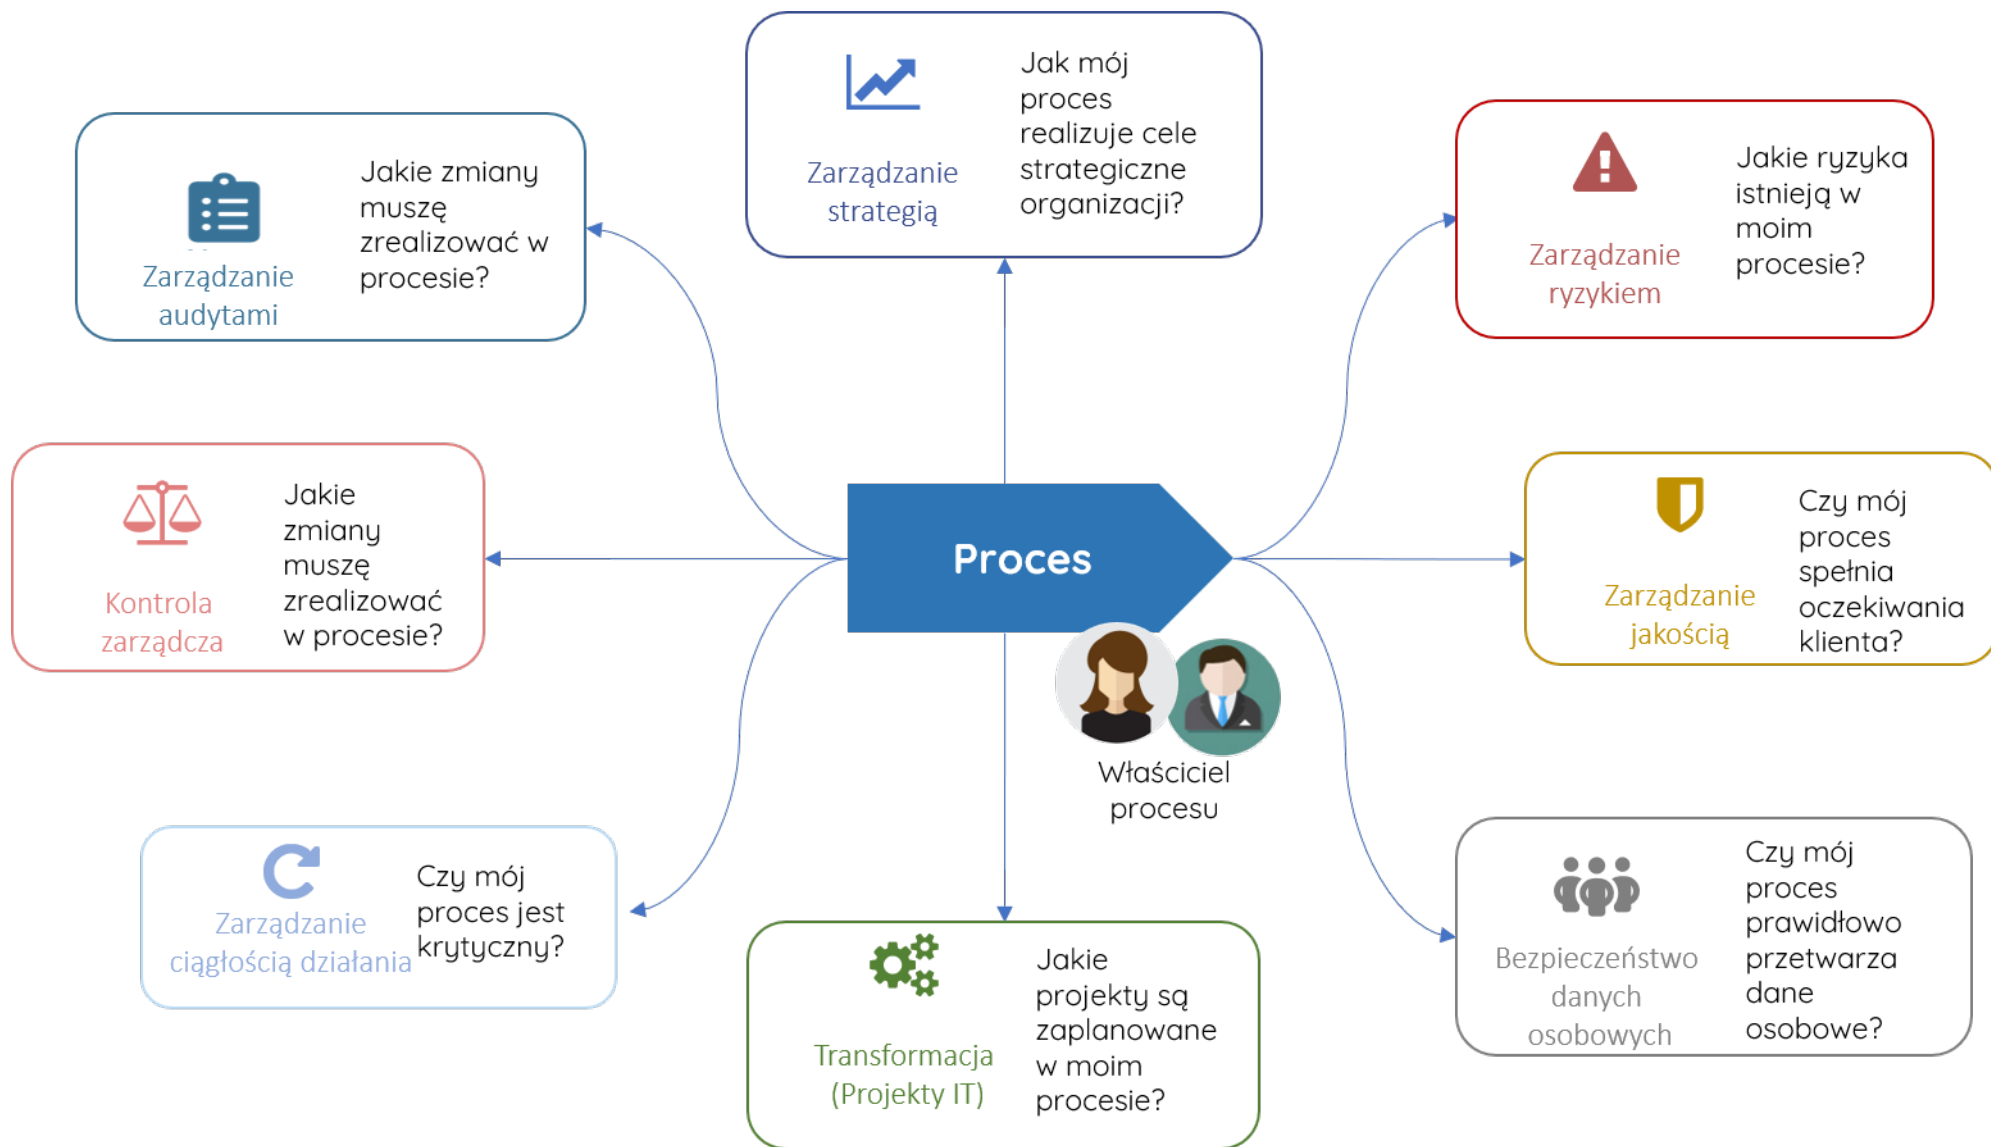 Jak mój
proces
realizuje cele
strategiczne
organizacji?
Zarządzanie
strategią
Jakie zmiany
muszę
zrealizować w
procesie?
Zarządzanie
audytami
Jakie ryzyka
istnieją w
moim
procesie?
Zarządzanie
ryzykiem
Jakie
zmiany
muszę
zrealizować
w procesie?
Kontrola
zarządcza
Proces
Właściciel
procesu
Czy mój
proces
spełnia
oczekiwania
klienta?
Zarządzanie
jakością
Czy mój
proces jest
krytyczny?
Zarządzanie
ciągłością działania
Jakie
projekty są
zaplanowane
w moim
procesie?
Transformacja
(Projekty IT)
Czy mój
proces
prawidłowo
przetwarza
dane
osobowe?
Bezpieczeństwo
danych
osobowych